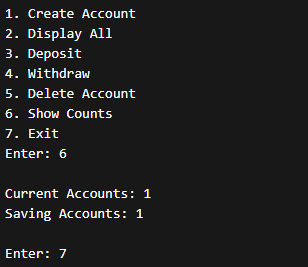 1. Create Account
2. Display All
3. Deposit
4. Withdraw
5. Delete Account
6. Show Counts
7. Exit
Enter: 6
Current Accounts: 1
Saving Accounts: 1
Enter: 7